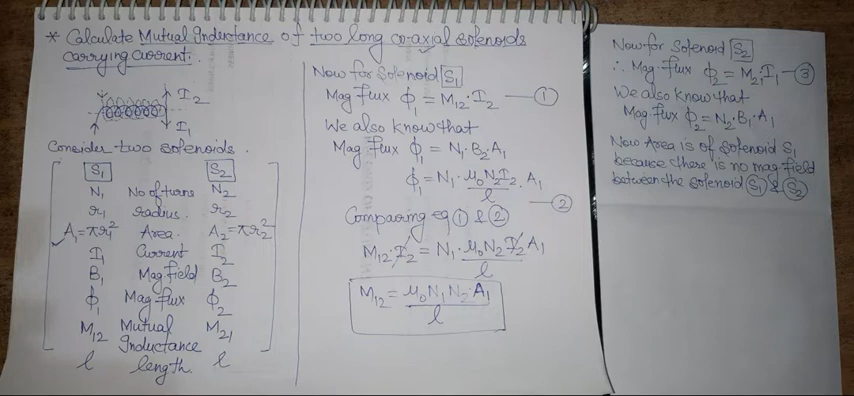 * Calculate Mutual Inductance of two long co-axial solenoids
carrying current.
I2
I1
Consider two solenoids.
S1 S2
N1 No of turns N2
r1 radius. r2
A1=πr1² Area. A2=πr2²
I1 Current I2
B1 Mag. field B2
ϕ1 Mag flux ϕ2
M12 Mutual M21
Inductance
l length. l
Now for Solenoid S1
Mag flux ϕ1 = M12·I2 — ①
We also know that
Mag flux ϕ1 = N1·B2·A1
ϕ1 = N1·μ0N2I2/l.A1 — ②
Comparing eq ① & ②
M12·I2 = N1·μ0N2I2/l A1
M12 = μ0N1N2·A1/l
Now for Solenoid S2
∴ Mag. flux ϕ2 = M21I1 — ③
We also know that
Mag flux ϕ2 = N2·B1·A1
Now Area is of solenoid S1
because there is no mag field
between the solenoid S1 & S2